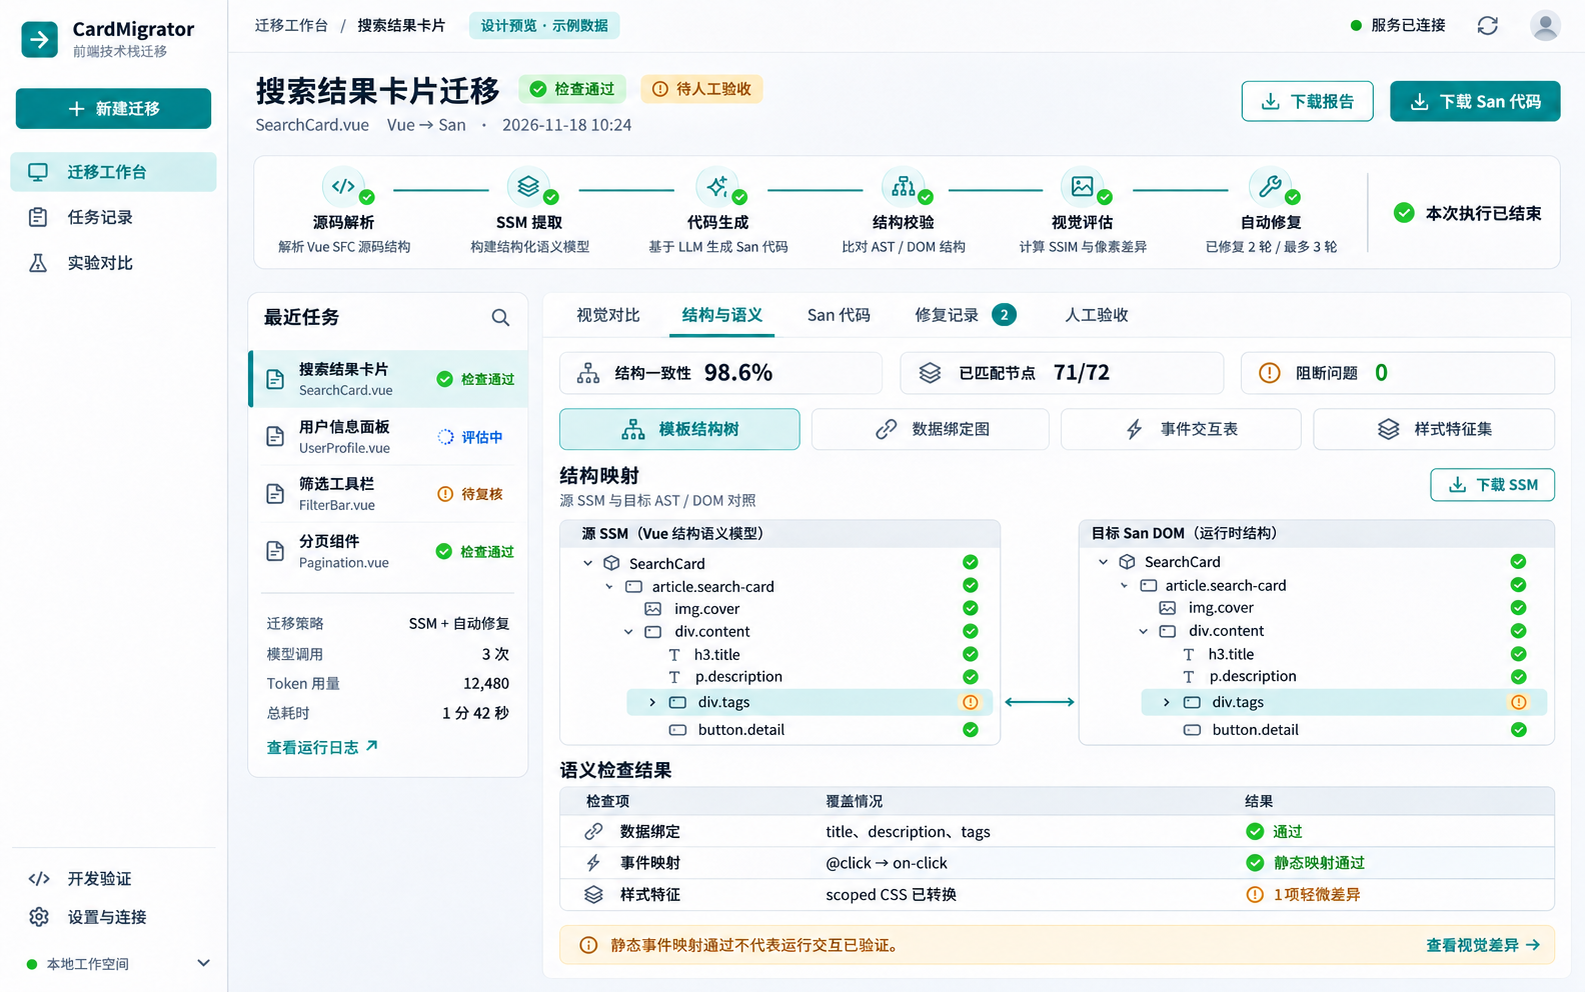 CardMigrator
前端技术栈迁移
新建迁移
迁移工作台
任务记录
实验对比
开发验证
设置与连接
本地工作空间
迁移工作台 / 搜索结果卡片 设计预览 · 示例数据
服务已连接
搜索结果卡片迁移 检查通过 待人工验收
SearchCard.vue Vue → San · 2026-11-18 10:24
下载报告 下载 San 代码
源码解析
解析 Vue SFC 源码结构
SSM 提取
构建结构化语义模型
代码生成
基于 LLM 生成 San 代码
结构校验
比对 AST / DOM 结构
视觉评估
计算 SSIM 与像素差异
自动修复
已修复 2 轮 / 最多 3 轮
本次执行已结束
最近任务
搜索结果卡片
SearchCard.vue
检查通过
用户信息面板
UserProfile.vue
评估中
筛选工具栏
FilterBar.vue
待复核
分页组件
Pagination.vue
检查通过
迁移策略 SSM + 自动修复
模型调用 3 次
Token 用量 12,480
总耗时 1 分 42 秒
查看运行日志
视觉对比 结构与语义 San 代码 修复记录 2 人工验收
结构一致性 98.6% 已匹配节点 71/72 阻断问题 0
模板结构树 数据绑定图 事件交互表 样式特征集
结构映射
源 SSM 与目标 AST / DOM 对照
下载 SSM
源 SSM（Vue 结构语义模型）
SearchCard
article.search-card
img.cover
div.content
h3.title
p.description
div.tags
button.detail
目标 San DOM（运行时结构）
SearchCard
article.search-card
img.cover
div.content
h3.title
p.description
div.tags
button.detail
语义检查结果
检查项 覆盖情况 结果
数据绑定 title、description、tags 通过
事件映射 @click → on-click 静态映射通过
样式特征 scoped CSS 已转换 1 项轻微差异
静态事件映射通过不代表运行交互已验证。 查看视觉差异 →